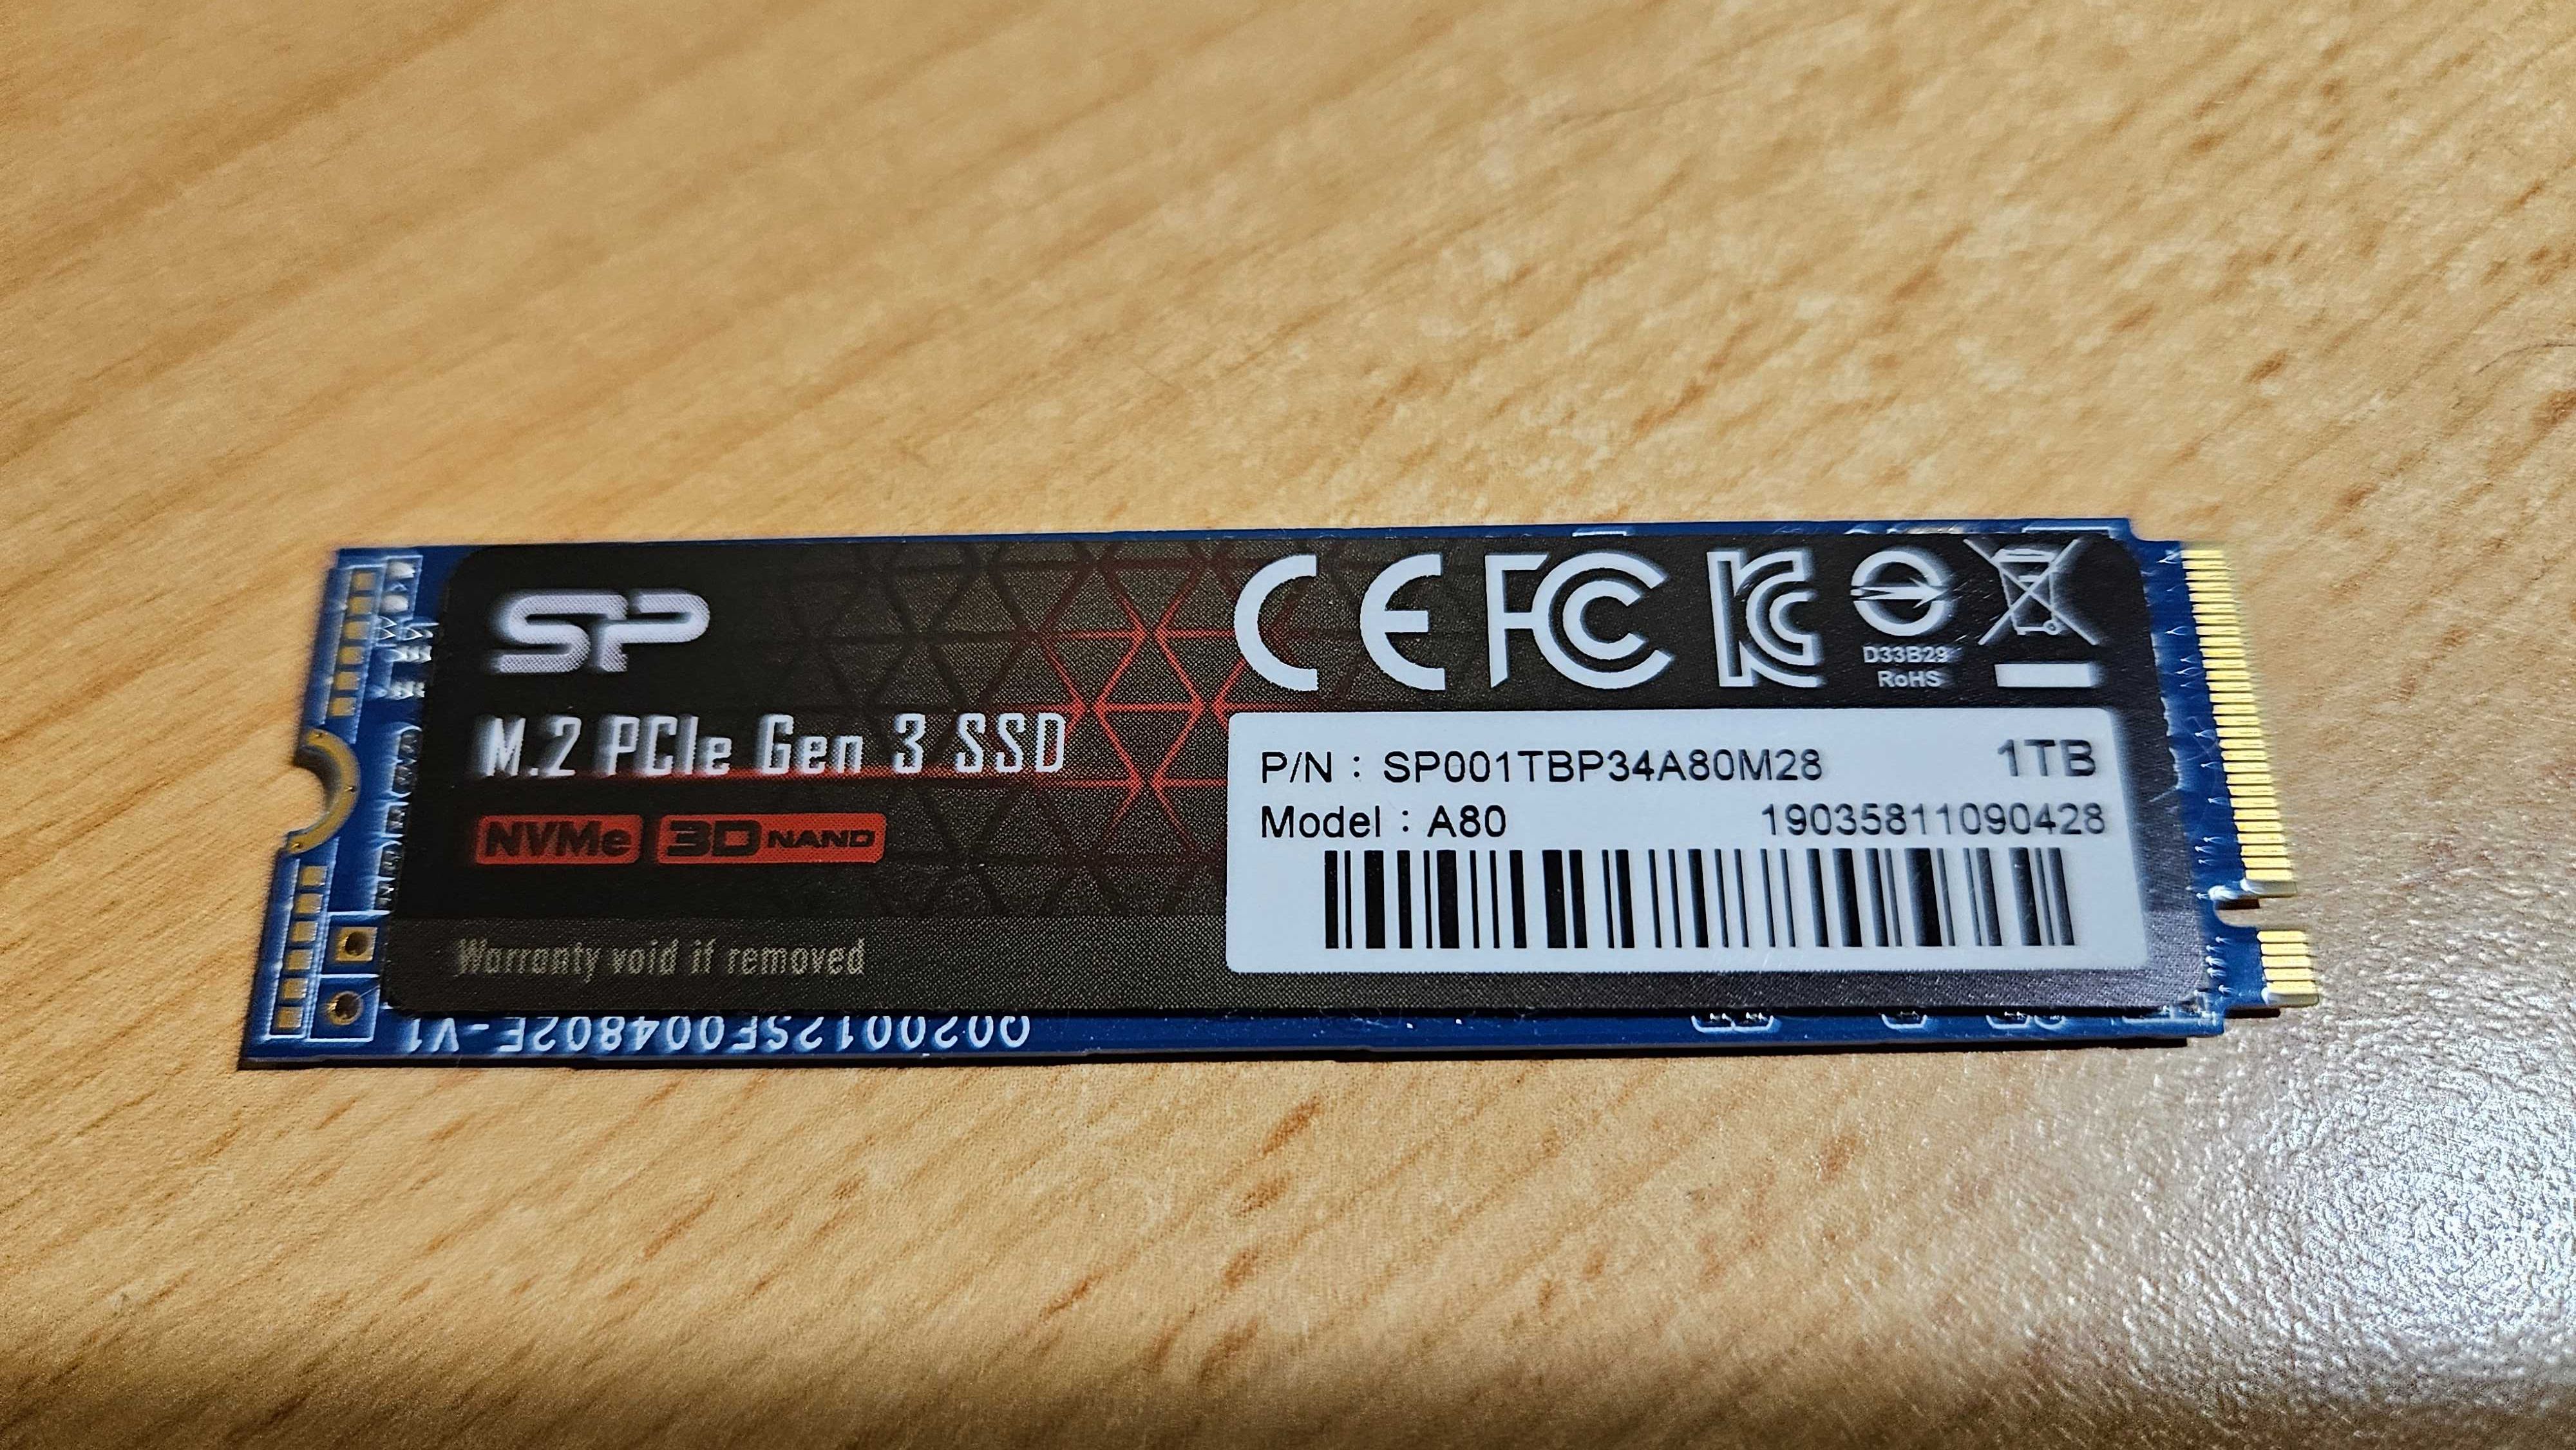 SP
M.2 PCIe Gen 3 SSD
NVMe 3D NAND
Warranty void if removed
CE FC
D33B29
RoHS
P/N : SP001TBP34A80M28 1TB
Model : A80 19035811090428
Q020012SF004802E-V1